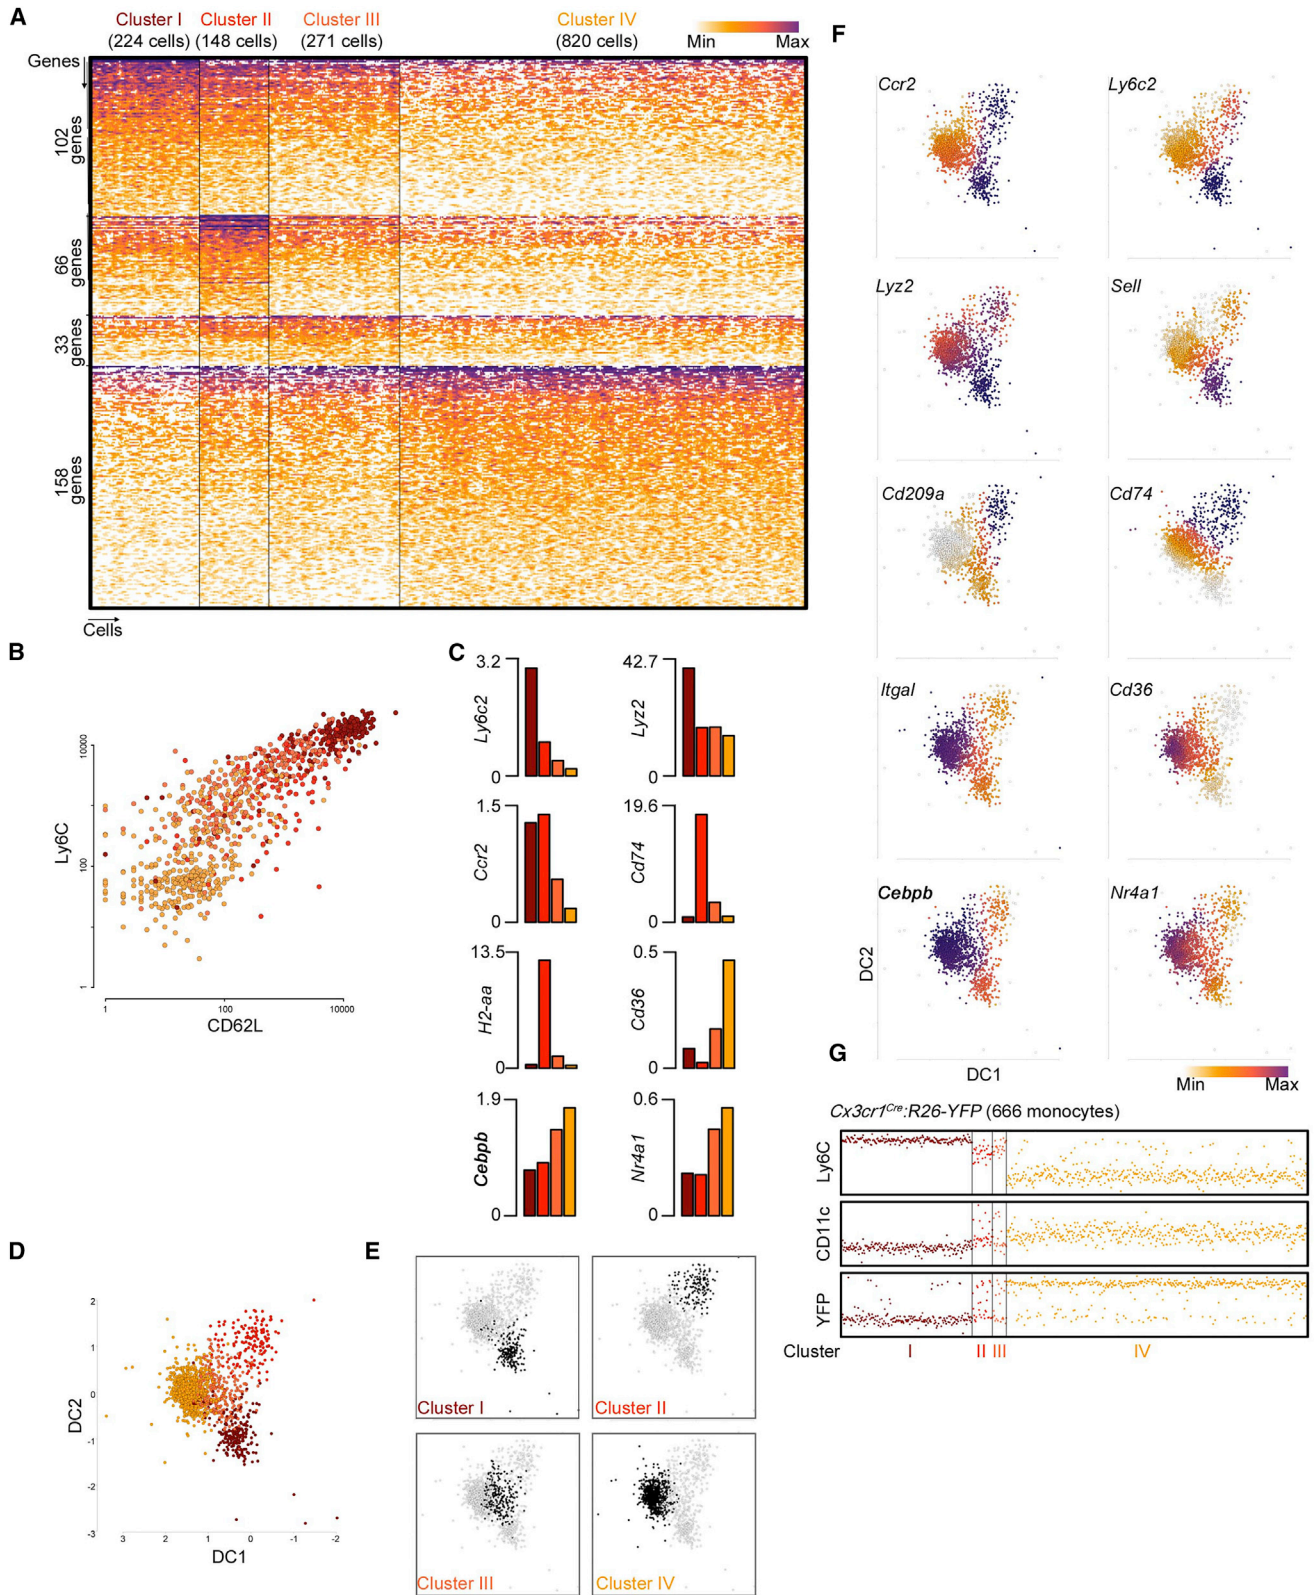 A
Cluster I Cluster II Cluster III Cluster IV
(224 cells) (148 cells) (271 cells) (820 cells)
Min Max
Genes
102
genes
66
genes
33
genes
158
genes
Cells
B
Ly6C
10000
100
1
1 100 10000
CD62L
C
3.2
Ly6c2
0
42.7
Lyz2
0
1.5
Ccr2
0
19.6
Cd74
0
13.5
H2-aa
0
0.5
Cd36
0
1.9
Cebpb
0
0.6
Nr4a1
0
D
2
1
0
-1
-2
-3
DC2
3 2 1 0 -1 -2
DC1
E
Cluster I
Cluster II
Cluster III
Cluster IV
F
Ccr2
Ly6c2
Lyz2
Sell
Cd209a
Cd74
Itgal
Cd36
Cebpb
Nr4a1
DC2
DC1
Min Max
G
Cx3cr1Cre:R26-YFP (666 monocytes)
Ly6C
CD11c
YFP
Cluster I II III IV